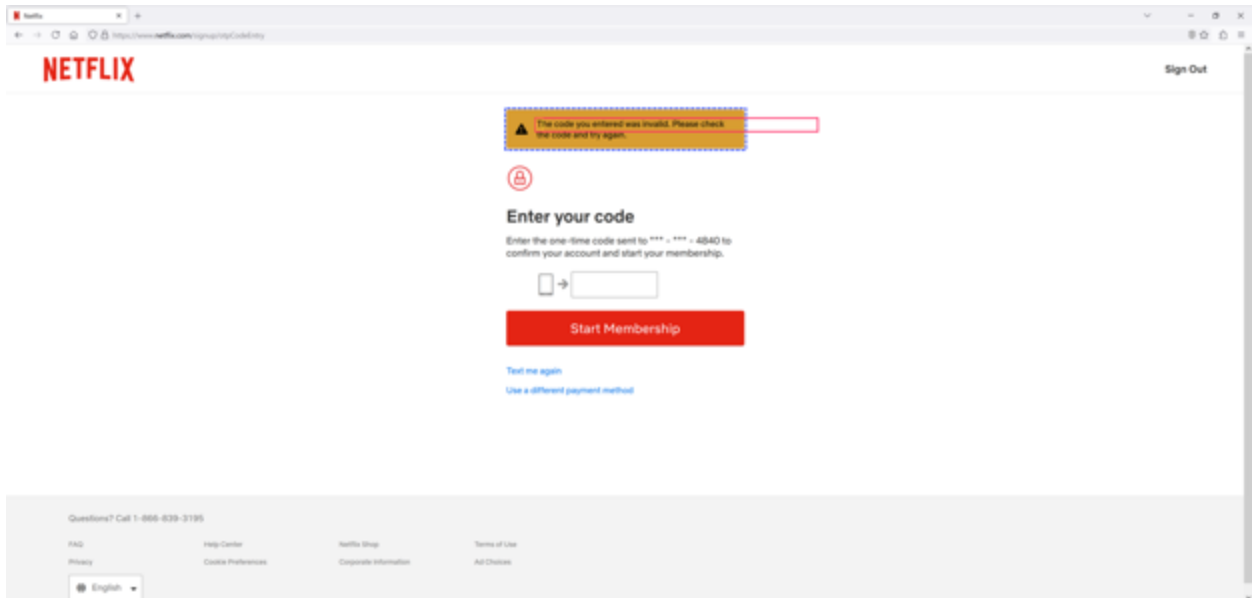 Netflix
https://www.netflix.com/signup/otpCodeEntry
NETFLIX
Sign Out
The code you entered was invalid. Please check
the code and try again.
Enter your code
Enter the one-time code sent to *** - *** - 4840 to
confirm your account and start your membership.
Start Membership
Text me again
Use a different payment method
Questions? Call 1-866-839-3195
FAQ Help Center Netflix Shop Terms of Use
Privacy Cookie Preferences Corporate Information Ad Choices
English